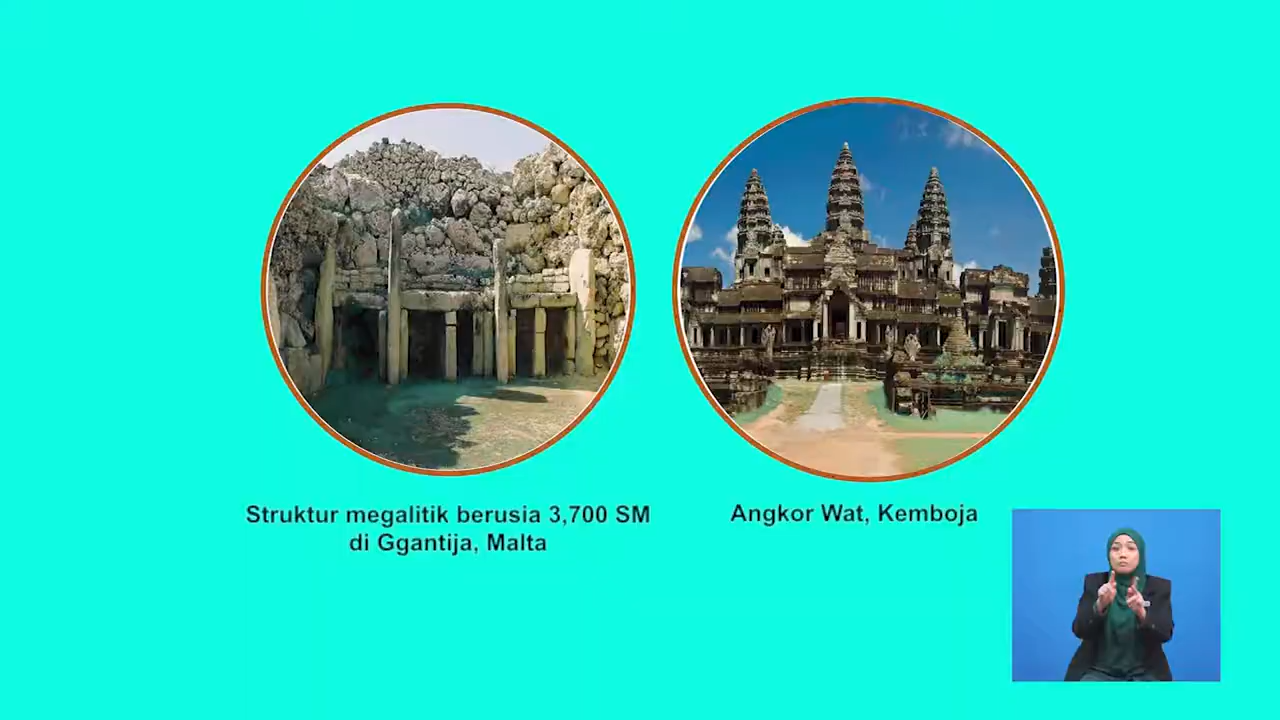 Struktur megalitik berusia 3,700 SM
di Ggantija, Malta
Angkor Wat, Kemboja